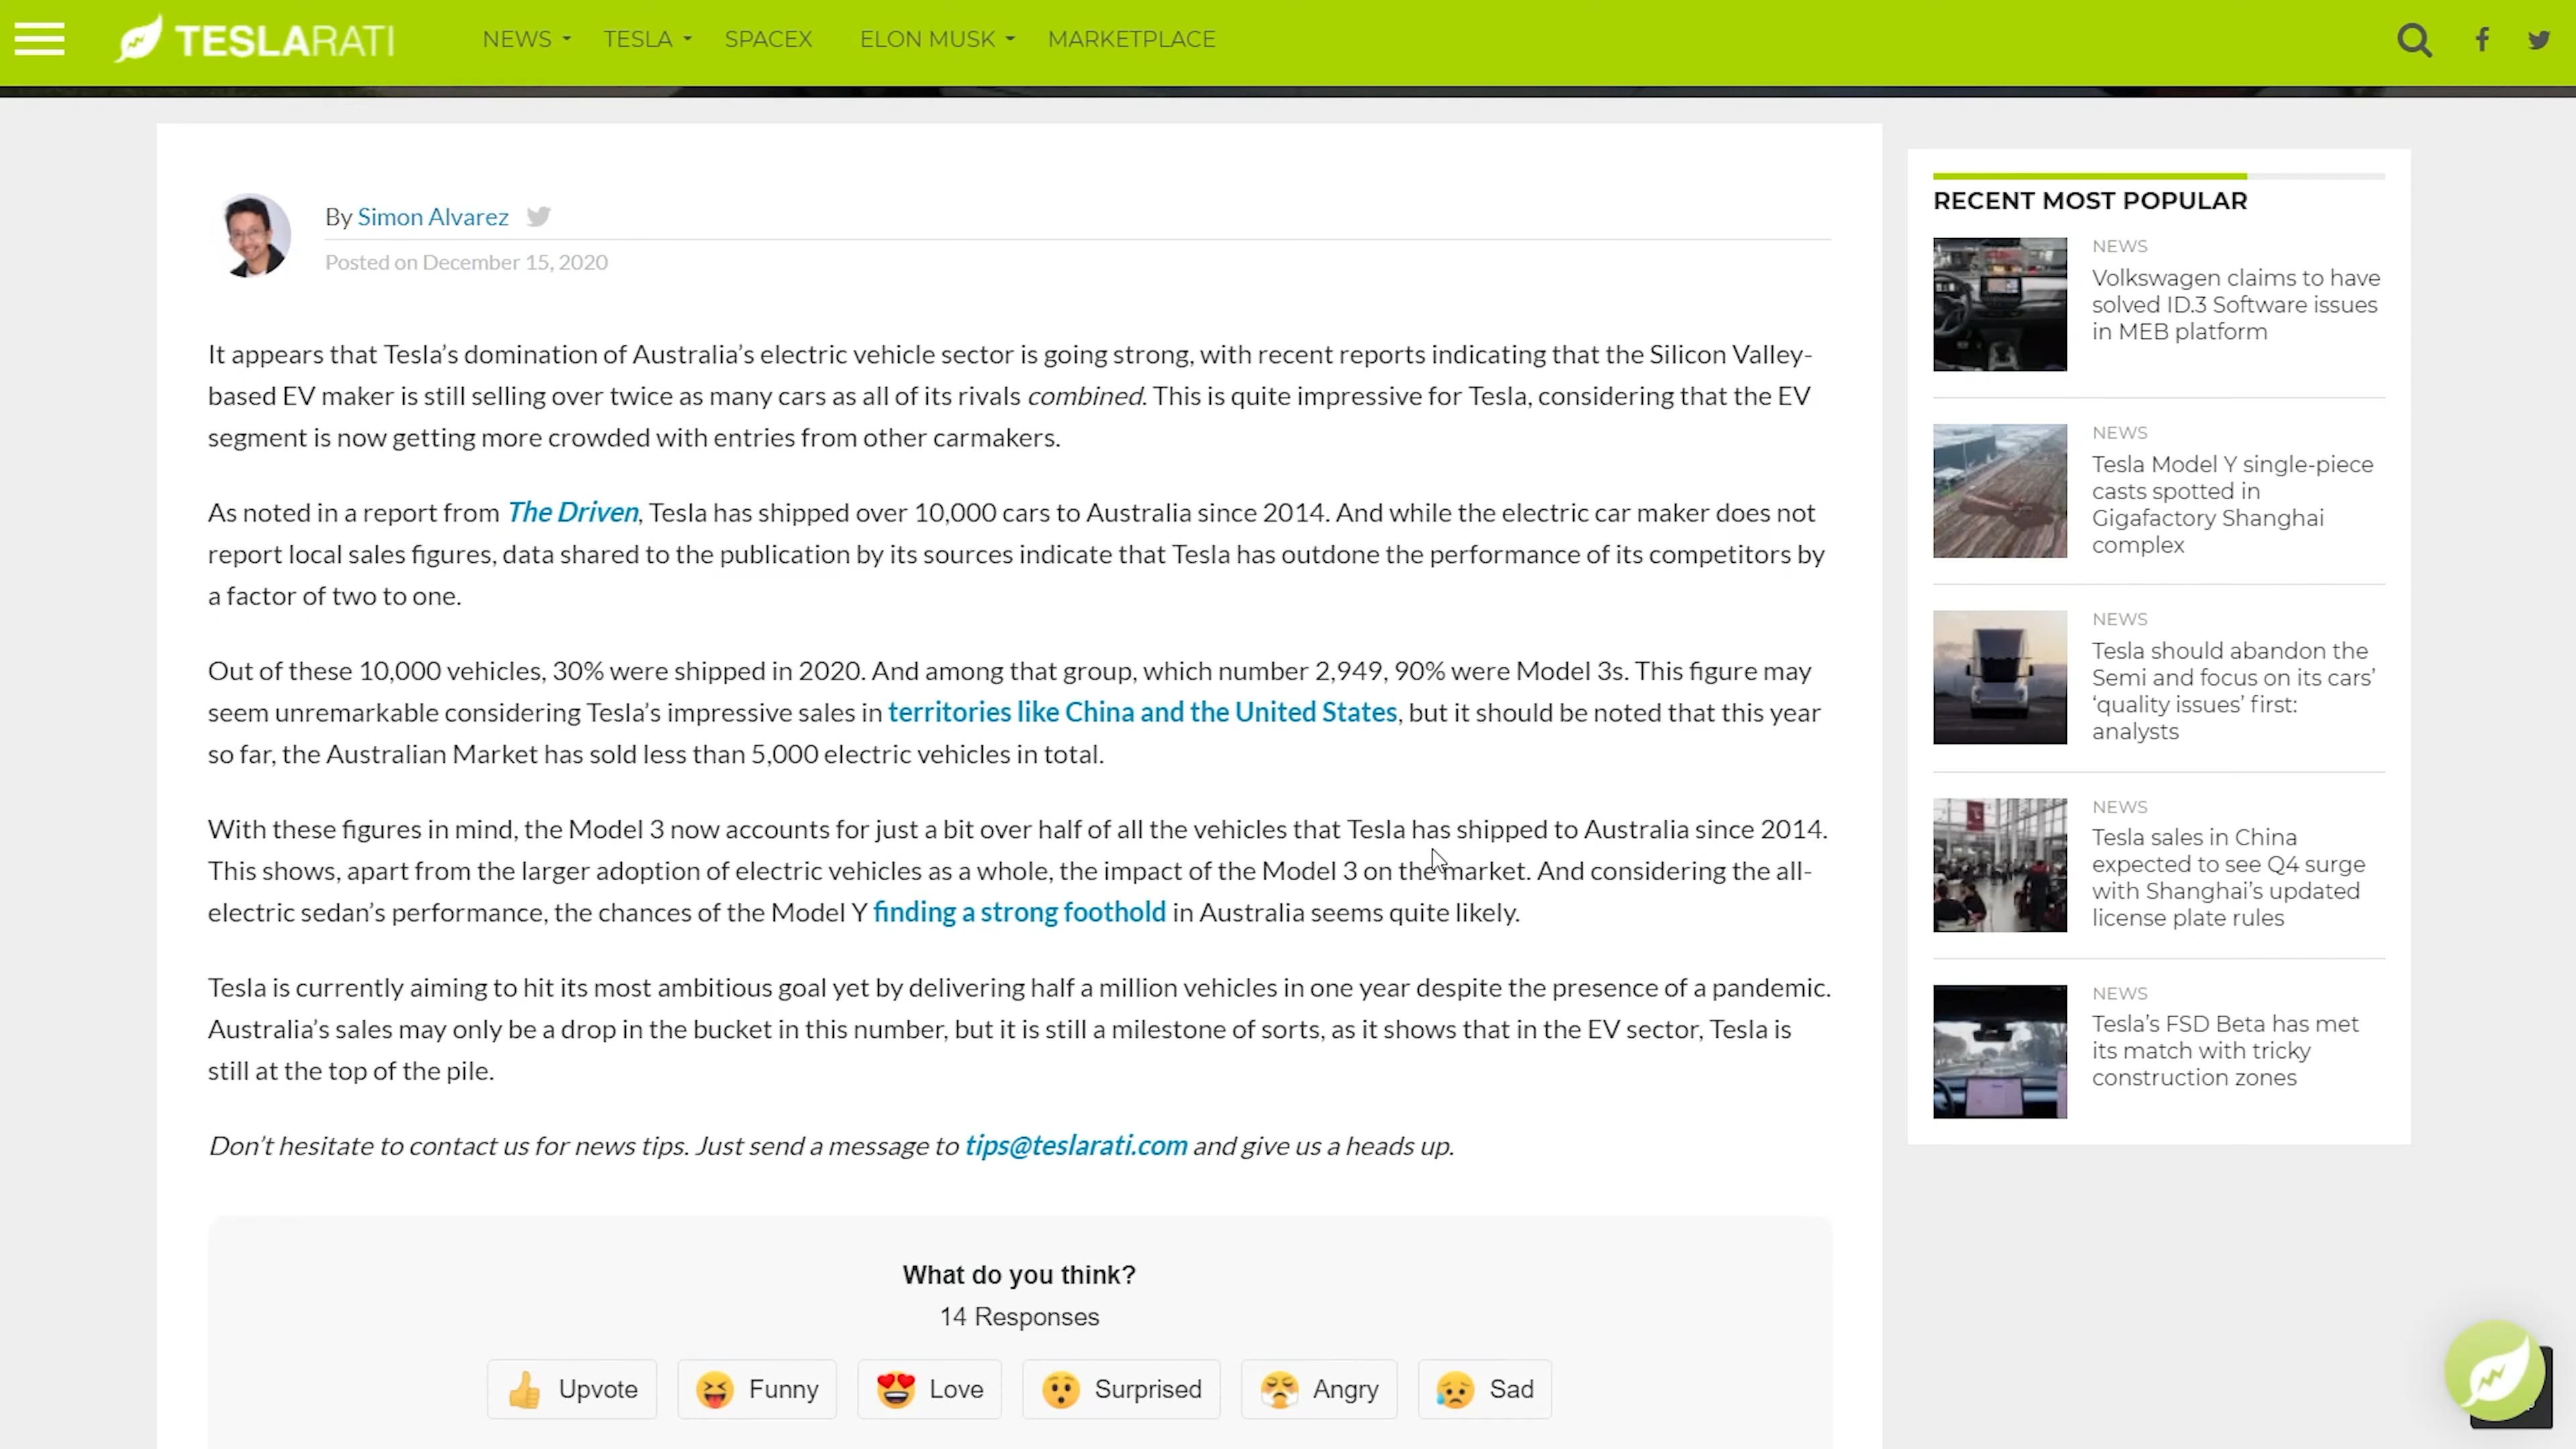 TESLARATI
NEWS
TESLA
SPACEX
ELON MUSK
MARKETPLACE
By Simon Alvarez
Posted on December 15, 2020
It appears that Tesla’s domination of Australia’s electric vehicle sector is going strong, with recent reports indicating that the Silicon Valley-
based EV maker is still selling over twice as many cars as all of its rivals combined. This is quite impressive for Tesla, considering that the EV
segment is now getting more crowded with entries from other carmakers.
As noted in a report from The Driven, Tesla has shipped over 10,000 cars to Australia since 2014. And while the electric car maker does not
report local sales figures, data shared to the publication by its sources indicate that Tesla has outdone the performance of its competitors by
a factor of two to one.
Out of these 10,000 vehicles, 30% were shipped in 2020. And among that group, which number 2,949, 90% were Model 3s. This figure may
seem unremarkable considering Tesla’s impressive sales in territories like China and the United States, but it should be noted that this year
so far, the Australian Market has sold less than 5,000 electric vehicles in total.
With these figures in mind, the Model 3 now accounts for just a bit over half of all the vehicles that Tesla has shipped to Australia since 2014.
This shows, apart from the larger adoption of electric vehicles as a whole, the impact of the Model 3 on the market. And considering the all-
electric sedan’s performance, the chances of the Model Y finding a strong foothold in Australia seems quite likely.
Tesla is currently aiming to hit its most ambitious goal yet by delivering half a million vehicles in one year despite the presence of a pandemic.
Australia’s sales may only be a drop in the bucket in this number, but it is still a milestone of sorts, as it shows that in the EV sector, Tesla is
still at the top of the pile.
Don’t hesitate to contact us for news tips. Just send a message to tips@teslarati.com and give us a heads up.
What do you think?
14 Responses
Upvote
Funny
Love
Surprised
Angry
Sad
RECENT MOST POPULAR
NEWS
Volkswagen claims to have
solved ID.3 Software issues
in MEB platform
NEWS
Tesla Model Y single-piece
casts spotted in
Gigafactory Shanghai
complex
NEWS
Tesla should abandon the
Semi and focus on its cars’
‘quality issues’ first:
analysts
NEWS
Tesla sales in China
expected to see Q4 surge
with Shanghai’s updated
license plate rules
NEWS
Tesla’s FSD Beta has met
its match with tricky
construction zones